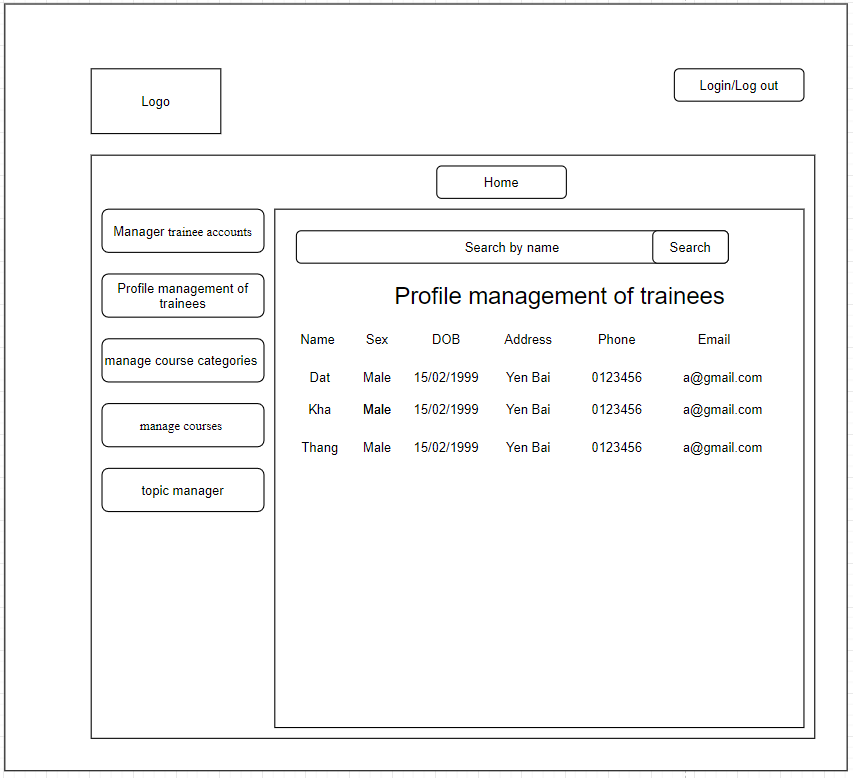 Logo
Login/Log out
Home
Manager trainee accounts
Profile management of
trainees
manage course categories
manage courses
topic manager
Search by name
Search
Profile management of trainees
Name Sex DOB Address Phone Email
Dat Male 15/02/1999 Yen Bai 0123456 a@gmail.com
Kha Male 15/02/1999 Yen Bai 0123456 a@gmail.com
Thang Male 15/02/1999 Yen Bai 0123456 a@gmail.com